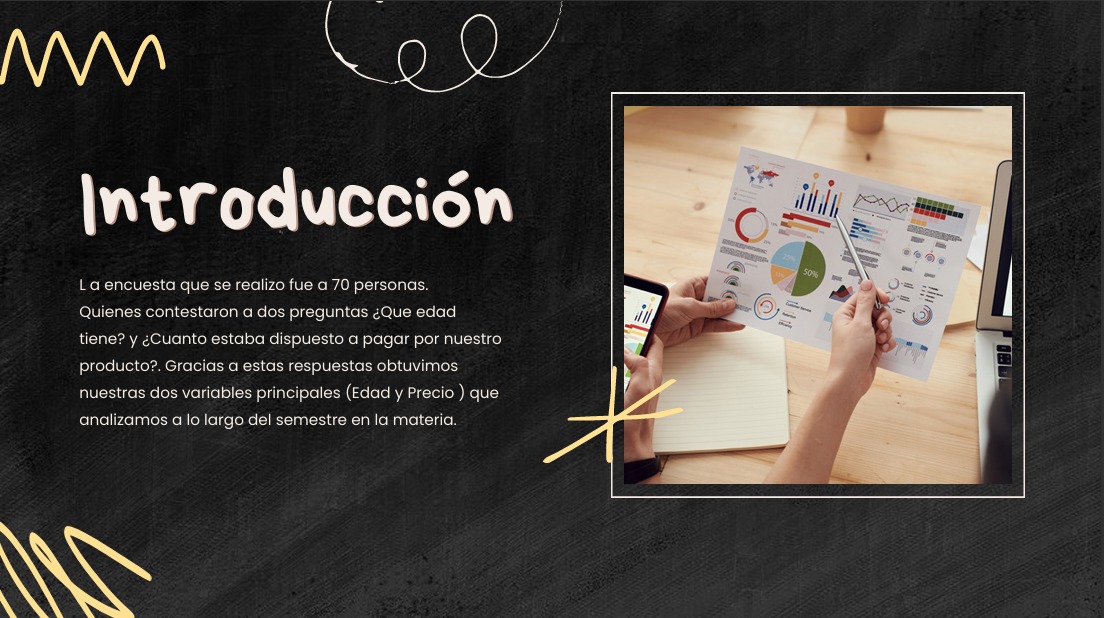 Introducción
L a encuesta que se realizo fue a 70 personas.
Quienes contestaron a dos preguntas ¿Que edad
tiene? y ¿Cuanto estaba dispuesto a pagar por nuestro
producto?. Gracias a estas respuestas obtuvimos
nuestras dos variables principales (Edad y Precio ) que
analizamos a lo largo del semestre en la materia.
50%
25%